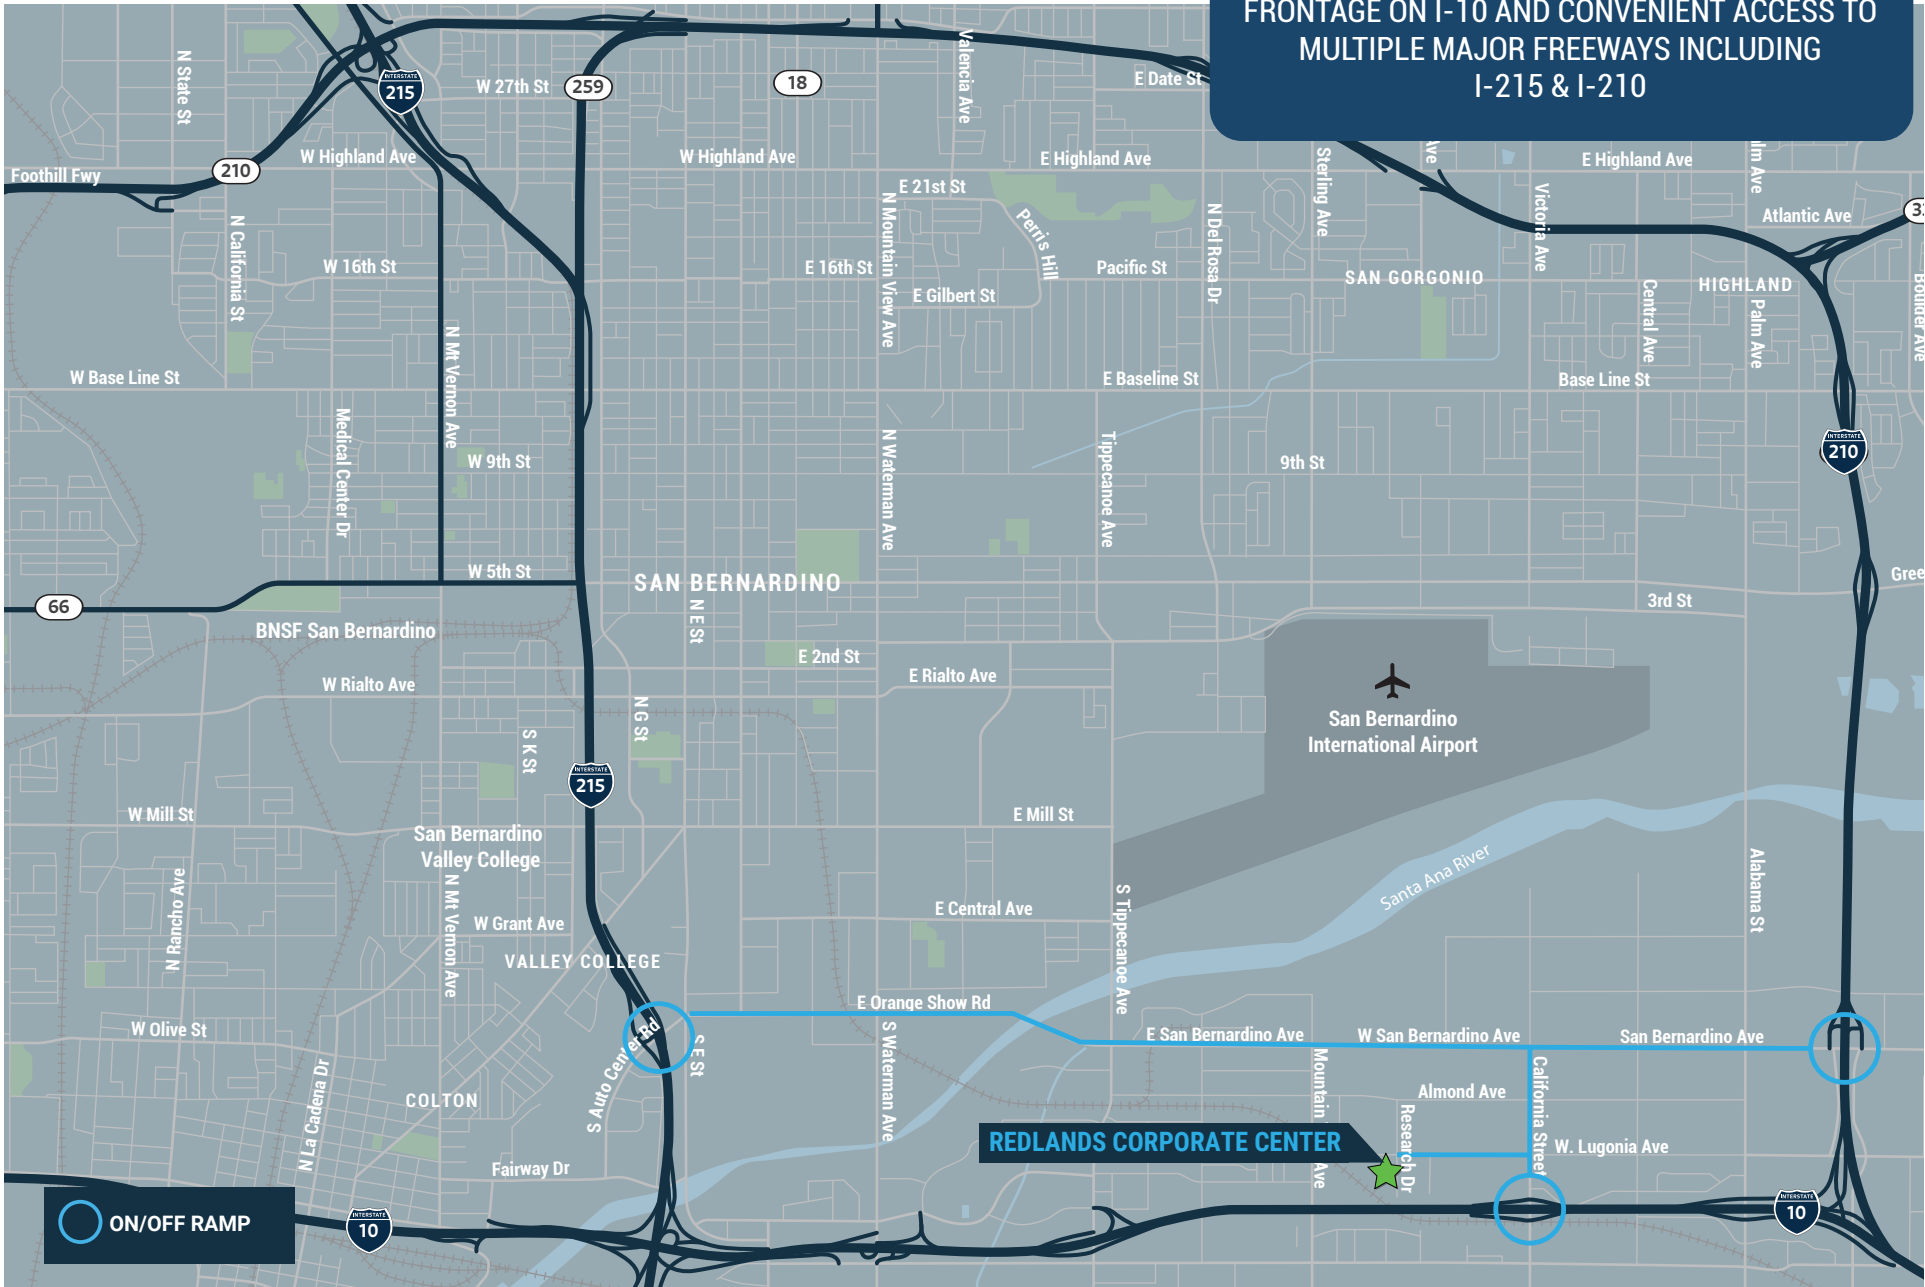 FRONTAGE ON I-10 AND CONVENIENT ACCESS TO
MULTIPLE MAJOR FREEWAYS INCLUDING
I-215 & I-210
N State St
INTERSTATE
215
W 27th St
259
18
Valencia Ave
E Date St
Foothill Fwy
210
W Highland Ave
W Highland Ave
E Highland Ave
Sterling Ave
Ave
E Highland Ave
E 21st St
Perris Hill
N Del Rosa Dr
Victoria Ave
Atlantic Ave
N California St
W 16th St
N Mountain View Ave
E 16th St
E Gilbert St
Pacific St
SAN GORGONIO
HIGHLAND
Central Ave
Palm Ave
W Base Line St
N Mt Vernon Ave
E Baseline St
Base Line St
Medical Center Dr
W 9th St
N Waterman Ave
Tippecanoe Ave
9th St
INTERSTATE
210
W 5th St
SAN BERNARDINO
66
N E St
3rd St
BNSF San Bernardino
E 2nd St
W Rialto Ave
E Rialto Ave
N G St
S K St
San Bernardino
International Airport
INTERSTATE
215
W Mill St
E Mill St
San Bernardino
Valley College
Santa Ana River
Alabama St
N Rancho Ave
N Mt Vernon Ave
W Grant Ave
E Central Ave
S Tippecanoe Ave
VALLEY COLLEGE
E Orange Show Rd
W Olive St
S Auto Center Rd
S E St
S Waterman Ave
E San Bernardino Ave
W San Bernardino Ave
San Bernardino Ave
N La Cadena Dr
COLTON
Mountain
Ave
Almond Ave
Research Dr
California Street
REDLANDS CORPORATE CENTER
W. Lugonia Ave
Fairway Dr
ON/OFF RAMP
INTERSTATE
10
INTERSTATE
10